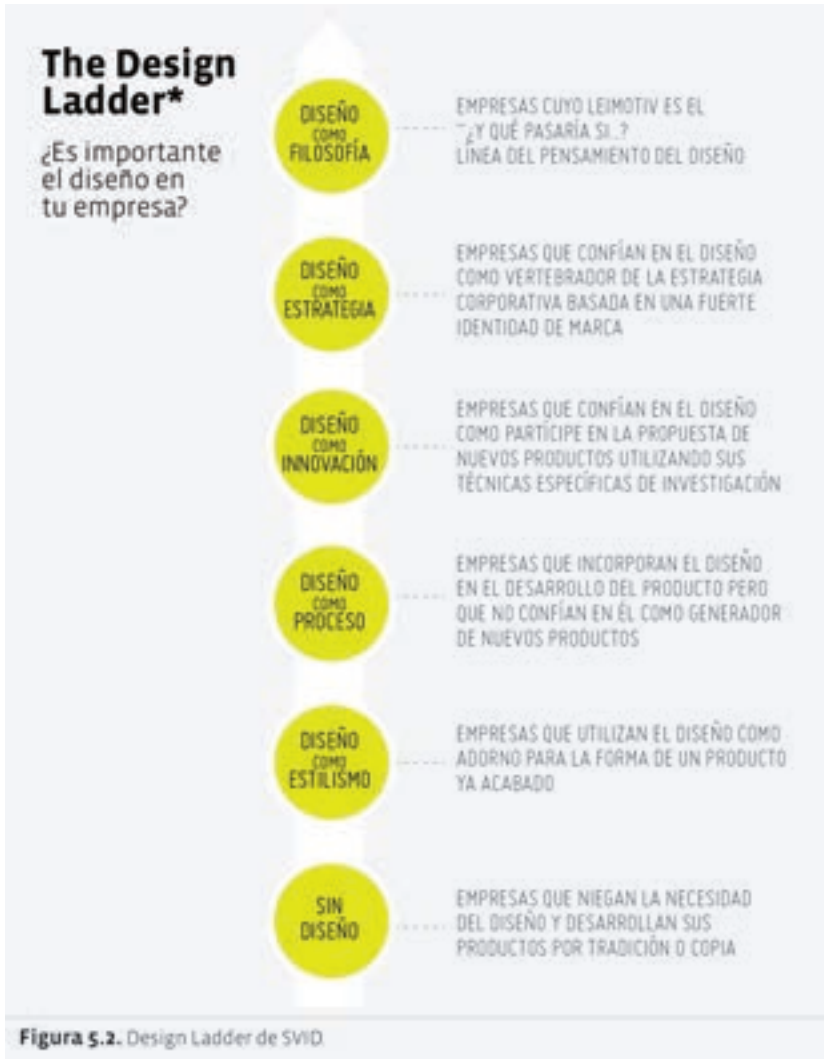 The Design
Ladder*
¿Es importante
el diseño en
tu empresa?
DISEÑO
COMO
FILOSOFÍA
EMPRESAS CUYO LEIMOTIV ES EL
¿Y QUÉ PASARÍA SI..?
LÍNEA DEL PENSAMIENTO DEL DISEÑO
DISEÑO
COMO
ESTRATEGIA
EMPRESAS QUE CONFÍAN EN EL DISEÑO
COMO VERTEBRADOR DE LA ESTRATEGIA
CORPORATIVA BASADA EN UNA FUERTE
IDENTIDAD DE MARCA
DISEÑO
COMO
INNOVACIÓN
EMPRESAS QUE CONFÍAN EN EL DISEÑO
COMO PARTÍCIPE EN LA PROPUESTA DE
NUEVOS PRODUCTOS UTILIZANDO SUS
TÉCNICAS ESPECÍFICAS DE INVESTIGACIÓN
DISEÑO
COMO
PROCESO
EMPRESAS QUE INCORPORAN EL DISEÑO
EN EL DESARROLLO DEL PRODUCTO PERO
QUE NO CONFÍAN EN ÉL COMO GENERADOR
DE NUEVOS PRODUCTOS
DISEÑO
COMO
ESTILISMO
EMPRESAS QUE UTILIZAN EL DISEÑO COMO
ADORNO PARA LA FORMA DE UN PRODUCTO
YA ACABADO
SIN
DISEÑO
EMPRESAS QUE NIEGAN LA NECESIDAD
DEL DISEÑO Y DESARROLLAN SUS
PRODUCTOS POR TRADICIÓN O COPIA
Figura 5.2. Design Ladder de SVID